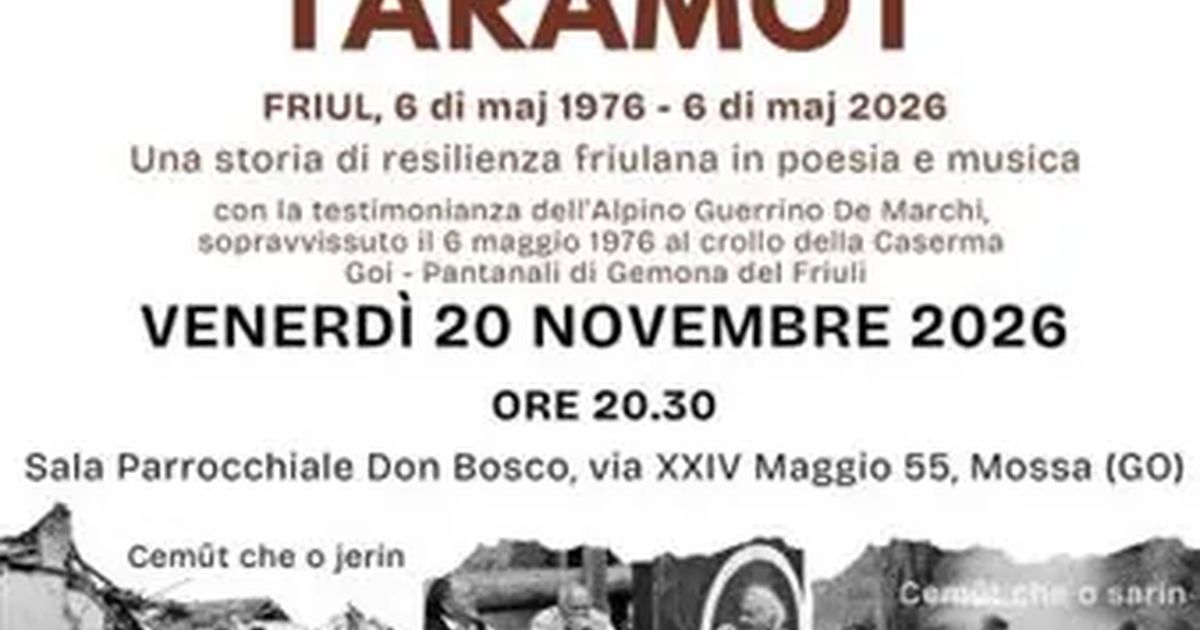 TARAMOT
FRIUL, 6 di maj 1976 - 6 di maj 2026
Una storia di resilienza friulana in poesia e musica
con la testimonianza dell'Alpino Guerrino De Marchi,
sopravvissuto il 6 maggio 1976 al crollo della Caserma
Goi - Pantanali di Gemona del Friuli
VENERDÌ 20 NOVEMBRE 2026
ORE 20.30
Sala Parrocchiale Don Bosco, via XXIV Maggio 55, Mossa (GO)
Cemût che o jerin
Cemût che o sarin